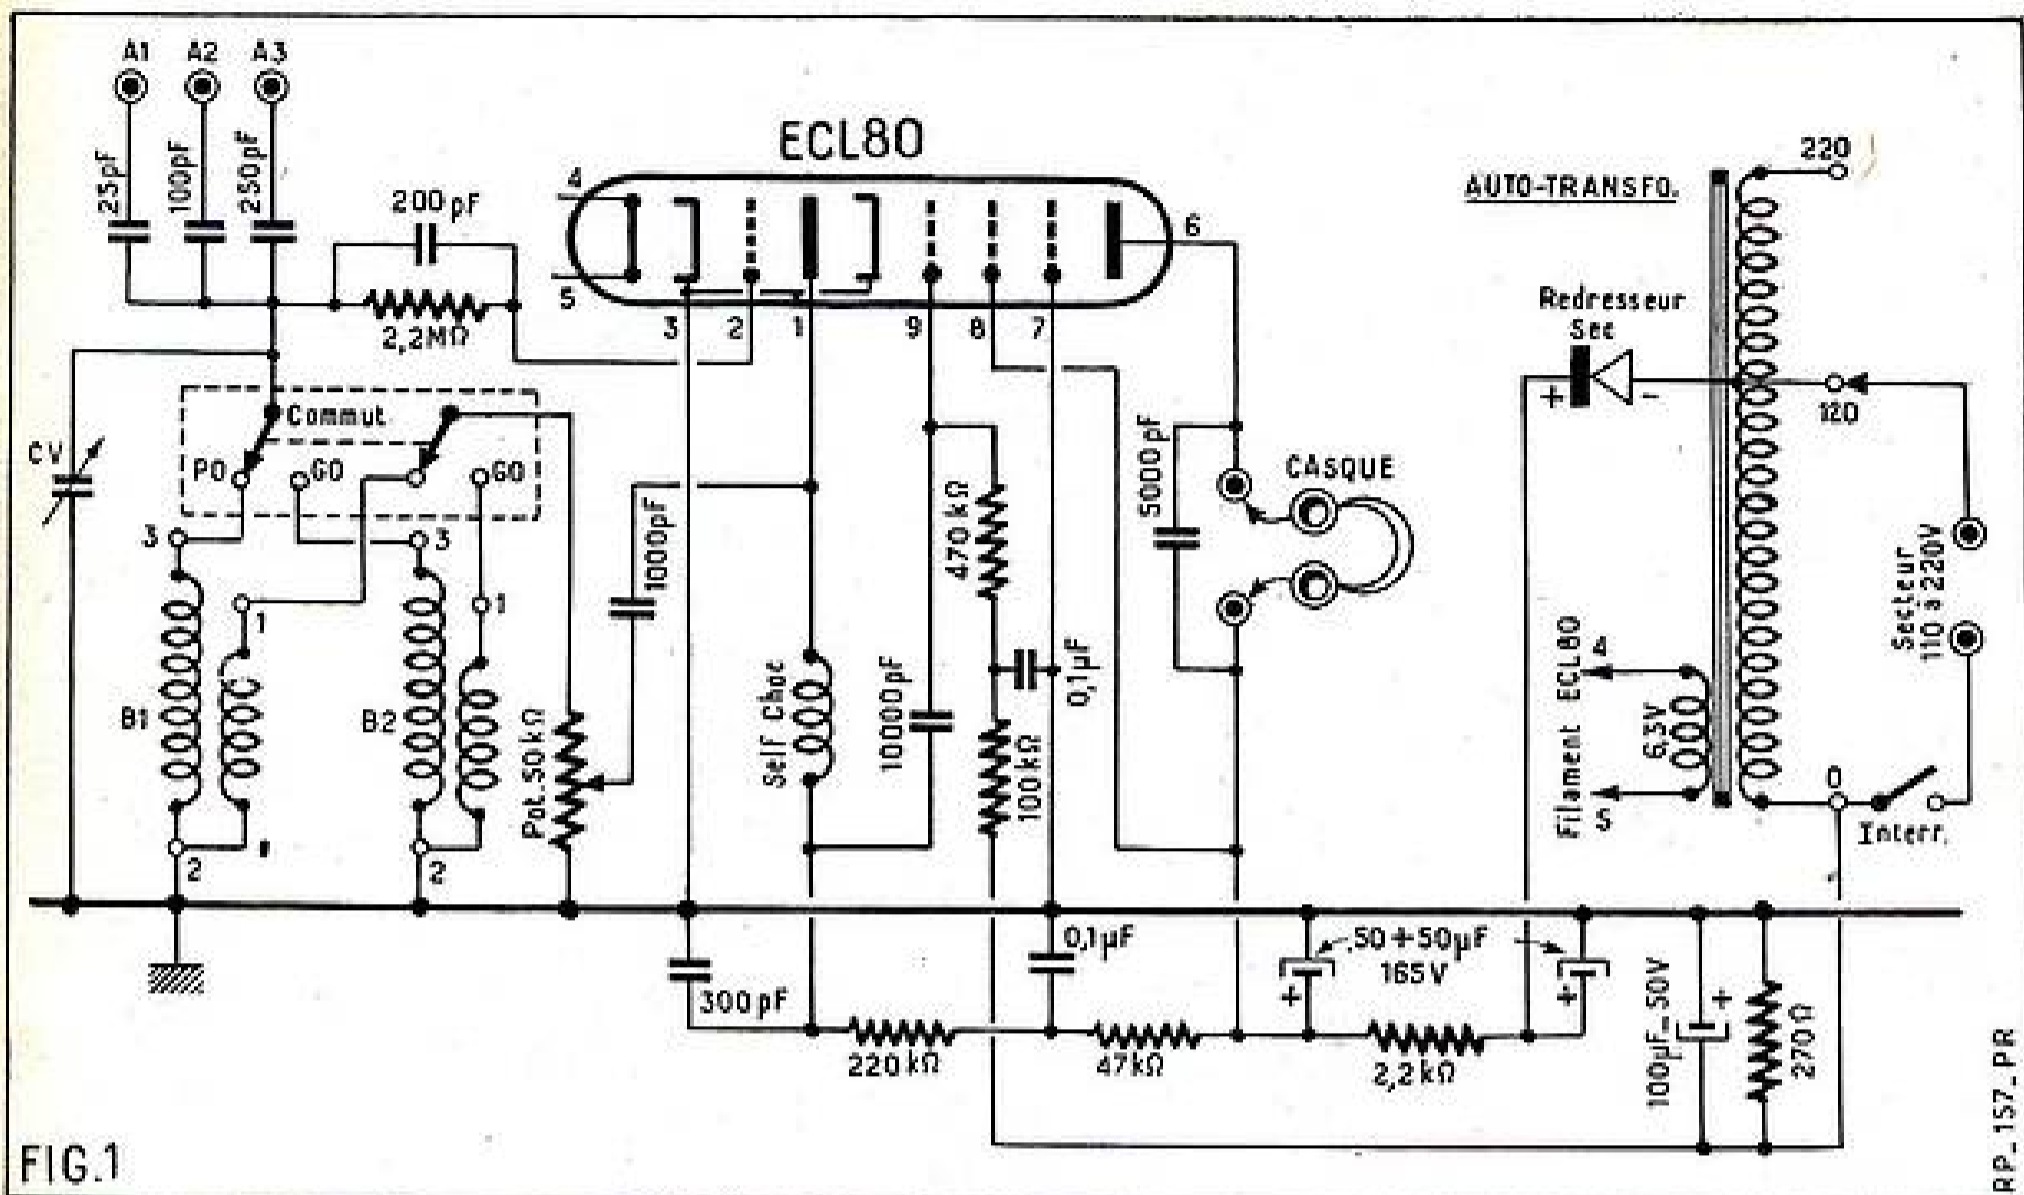 A1 A2 A3
25pF
100pF
250pF
ECL80
200pF
2,2MΩ
4
5
3 2 1 9 8 7
6
AUTO-TRANSFO.
220
Redresseur
Sec
+ -
120
CV
Commut.
PO GO GO
3 3
1 1
B1 B2
2 2
Pot.50kΩ
1000pF
Self Choc
10000pF
470kΩ
0,1µF
100kΩ
5000pF
CASQUE
Secteur
110 à 220V
Filament ECL80
4
6,3V
5
0
Interr.
300pF
0,1µF
50+50µF
165V
+ +
220kΩ
47kΩ
2,2kΩ
100µF_50V
+
270Ω
FIG.1
RP_157_PR